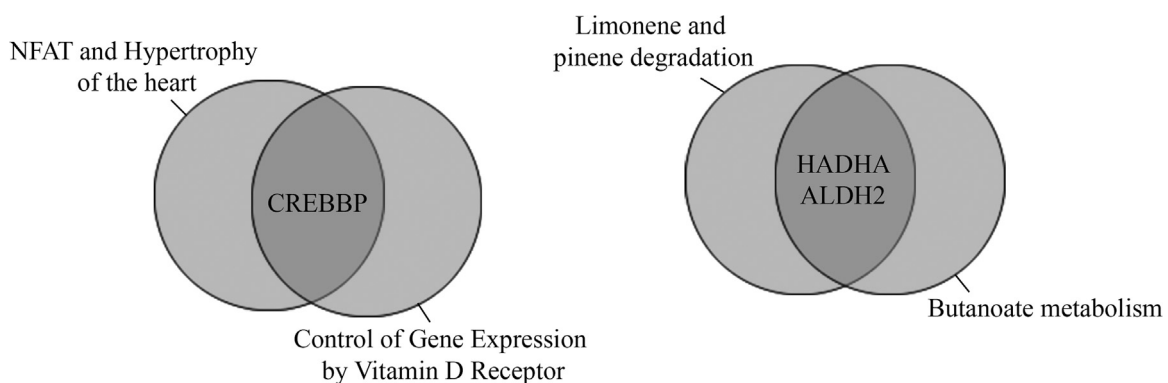 NFAT and Hypertrophy
of the heart
CREBBP
Control of Gene Expression
by Vitamin D Receptor
Limonene and
pinene degradation
HADHA
ALDH2
Butanoate metabolism